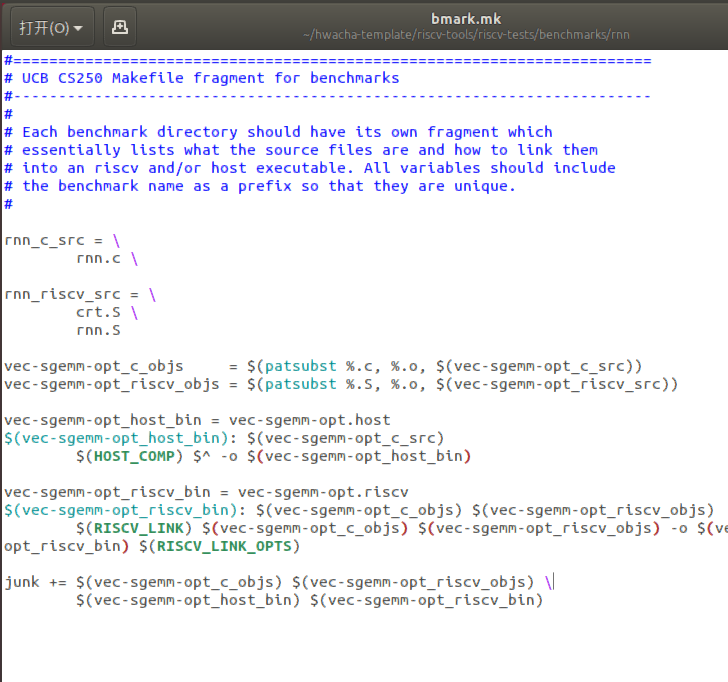 打开(O)
bmark.mk
~/hwacha-template/riscv-tools/riscv-tests/benchmarks/rnn
#=======================================================================
# UCB CS250 Makefile fragment for benchmarks
#-----------------------------------------------------------------------
#
# Each benchmark directory should have its own fragment which
# essentially lists what the source files are and how to link them
# into an riscv and/or host executable. All variables should include
# the benchmark name as a prefix so that they are unique.
#
rnn_c_src = \
rnn.c \
rnn_riscv_src = \
crt.S \
rnn.S
vec-sgemm-opt_c_objs     = $(patsubst %.c, %.o, $(vec-sgemm-opt_c_src))
vec-sgemm-opt_riscv_objs = $(patsubst %.S, %.o, $(vec-sgemm-opt_riscv_src))
vec-sgemm-opt_host_bin = vec-sgemm-opt.host
$(vec-sgemm-opt_host_bin): $(vec-sgemm-opt_c_src)
$(HOST_COMP) $^ -o $(vec-sgemm-opt_host_bin)
vec-sgemm-opt_riscv_bin = vec-sgemm-opt.riscv
$(vec-sgemm-opt_riscv_bin): $(vec-sgemm-opt_c_objs) $(vec-sgemm-opt_riscv_objs)
$(RISCV_LINK) $(vec-sgemm-opt_c_objs) $(vec-sgemm-opt_riscv_objs) -o $(ve
opt_riscv_bin) $(RISCV_LINK_OPTS)
junk += $(vec-sgemm-opt_c_objs) $(vec-sgemm-opt_riscv_objs) \
$(vec-sgemm-opt_host_bin) $(vec-sgemm-opt_riscv_bin)